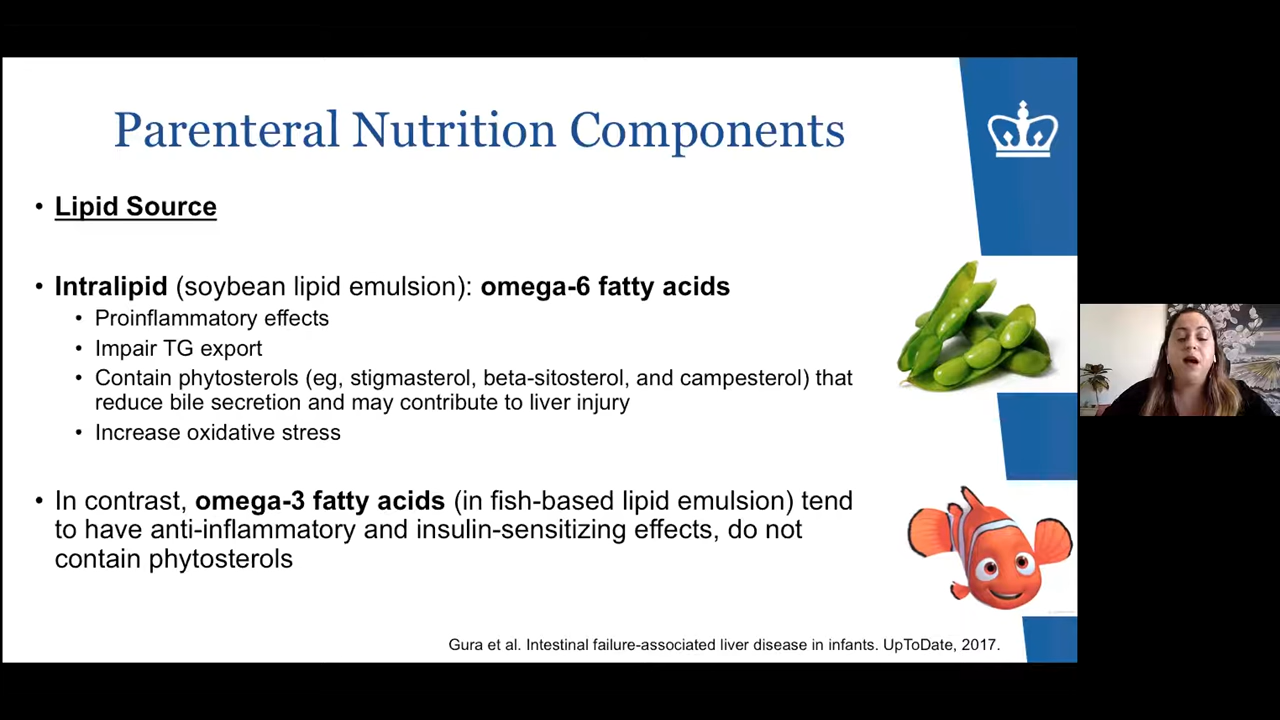 Parenteral Nutrition Components
• Lipid Source
• Intralipid (soybean lipid emulsion): omega-6 fatty acids
• Proinflammatory effects
• Impair TG export
• Contain phytosterols (eg, stigmasterol, beta-sitosterol, and campesterol) that
reduce bile secretion and may contribute to liver injury
• Increase oxidative stress
• In contrast, omega-3 fatty acids (in fish-based lipid emulsion) tend
to have anti-inflammatory and insulin-sensitizing effects, do not
contain phytosterols
Gura et al. Intestinal failure-associated liver disease in infants. UpToDate, 2017.